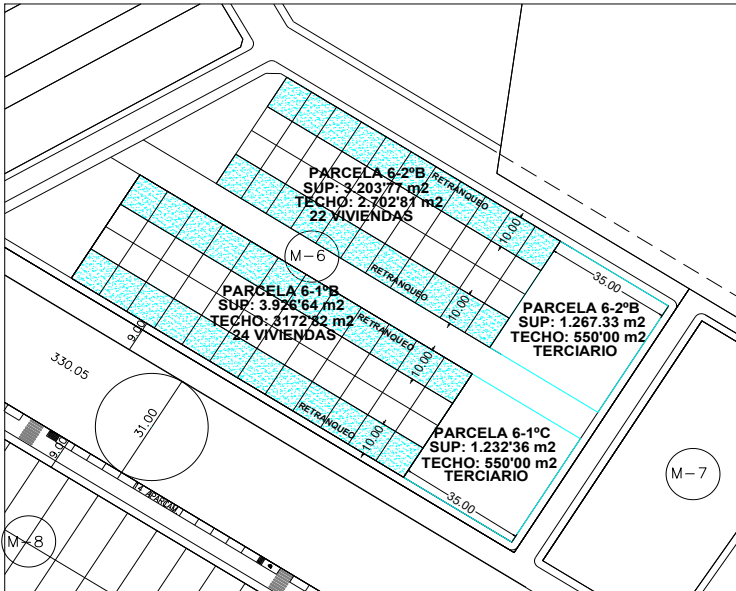 PARCELA 6-2ºB
SUP: 3.203'77 m2
TECHO: 2.702'81 m2
22 VIVIENDAS
RETRANQUEO
10.00
M-6
RETRANQUEO
10.00
35.00
PARCELA 6-2ºB
SUP: 1.267.33 m2
TECHO: 550'00 m2
TERCIARIO
PARCELA 6-1ºB
SUP: 3.926'64 m2
TECHO: 3172'82 m2
24 VIVIENDAS
RETRANQUEO
10.00
9.00
330.05
31.00
RETRANQUEO
10.00
PARCELA 6-1ºC
SUP: 1.232'36 m2
TECHO: 550'00 m2
TERCIARIO
35.00
M-7
9.00
14 APARCAM
M-8